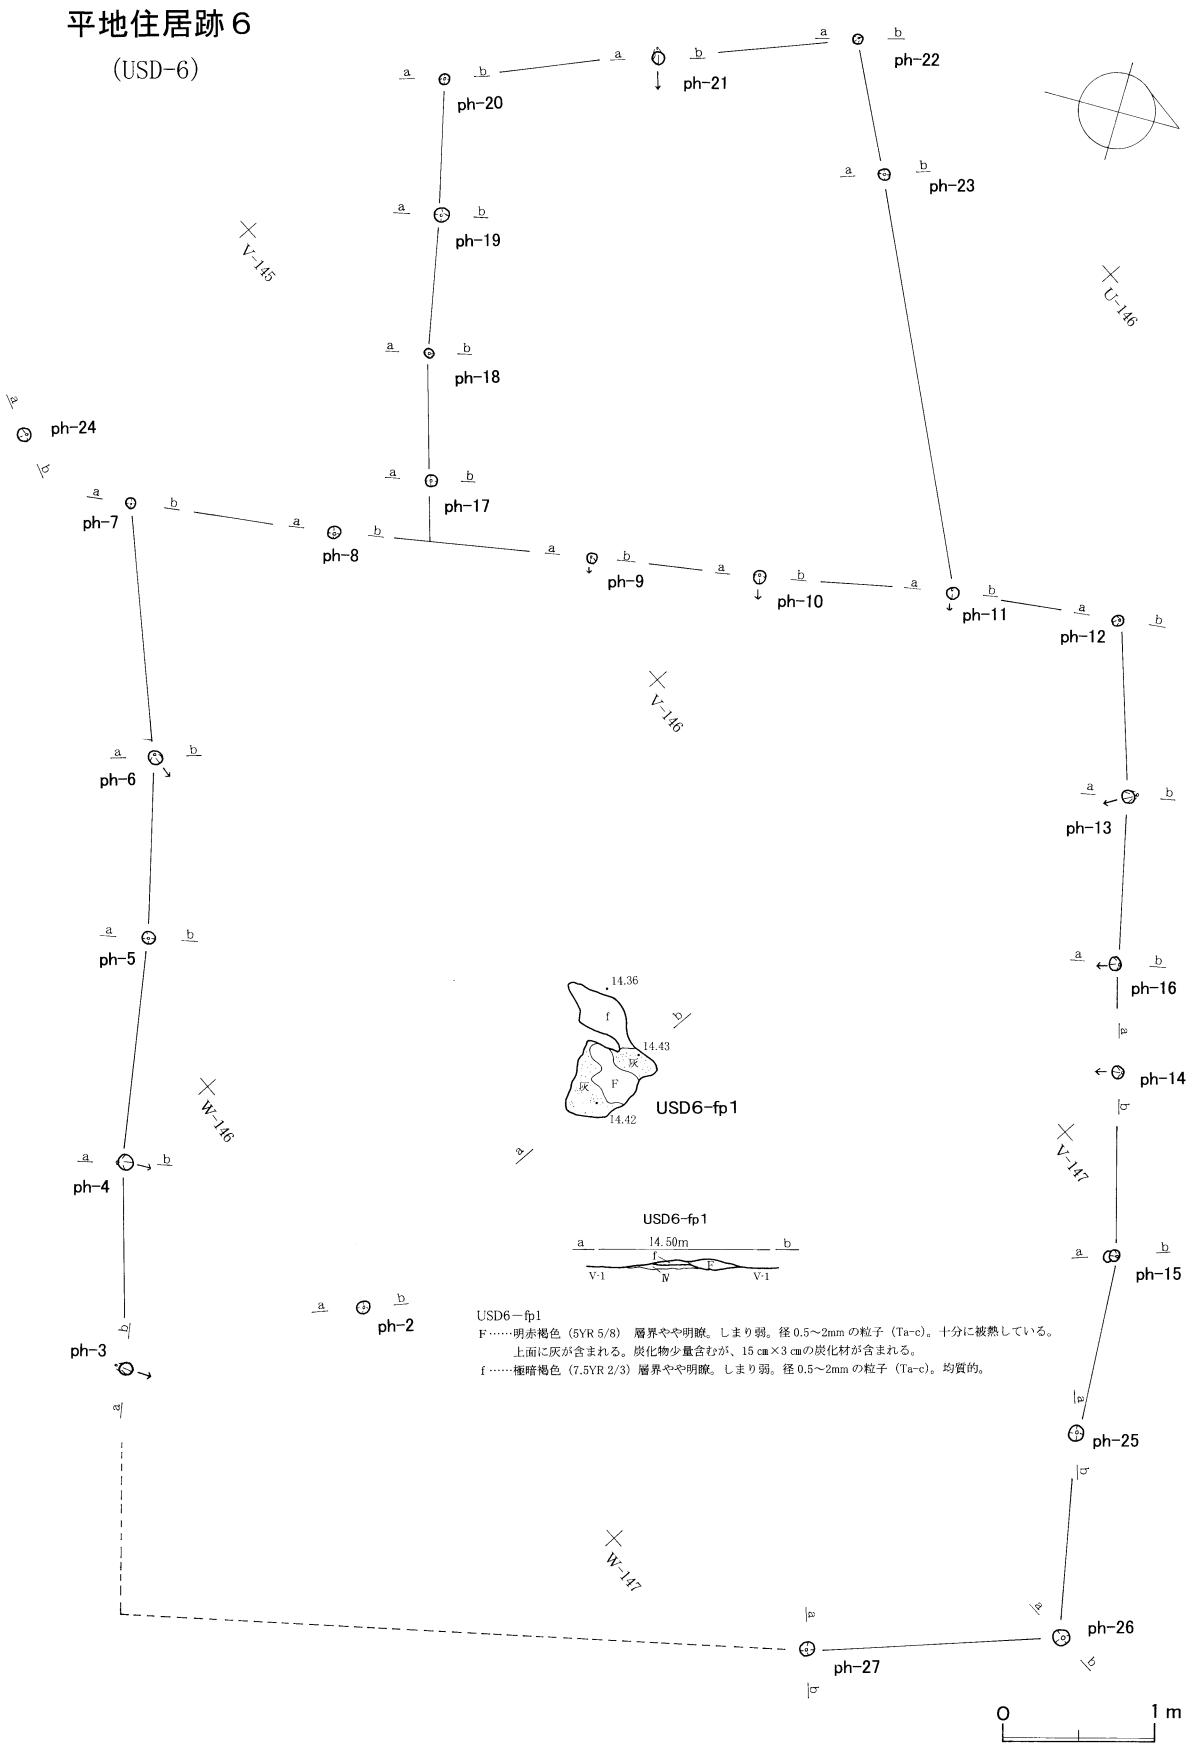 平地住居跡6
(USD-6)
a b
ph-20
a b
ph-21
a b
ph-22
a b
ph-23
a b
ph-19
V-145
U-146
a b
ph-18
a
ph-24
b
a b
ph-17
a b
ph-7
a b
ph-8
a b
ph-9
a b
ph-10
a b
ph-11
a b
ph-12
V-146
a b
ph-6
a b
ph-13
a b
ph-5
a b
ph-16
14.36
f
b
14.43
灰
灰
F
14.42
USD6-fp1
a
a
ph-14
b
W-146
V-147
a b
ph-4
USD6-fp1
a 14.50m b
f
F
V-1 Ⅳ V-1
a b
ph-15
a b
ph-2
b
ph-3
a
USD6-fp1
F……明赤褐色(5YR 5/8) 層界やや明瞭。しまり弱。径0.5~2mmの粒子(Ta-c)。十分に被熱している。
上面に灰が含まれる。炭化物少量含むが、15㎝×3㎝の炭化材が含まれる。
f……極暗褐色(7.5YR 2/3)層界やや明瞭。しまり弱。径0.5~2mmの粒子(Ta-c)。均質的。
a
ph-25
b
W-147
a
ph-26
b
a
ph-27
b
0 1m